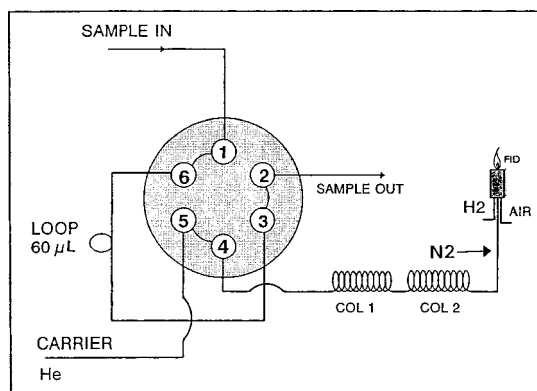 SAMPLE IN
1
6
2
FID
SAMPLE OUT
5
3
H2
AIR
LOOP
60 µL
4
N2
COL 1
COL 2
CARRIER
He